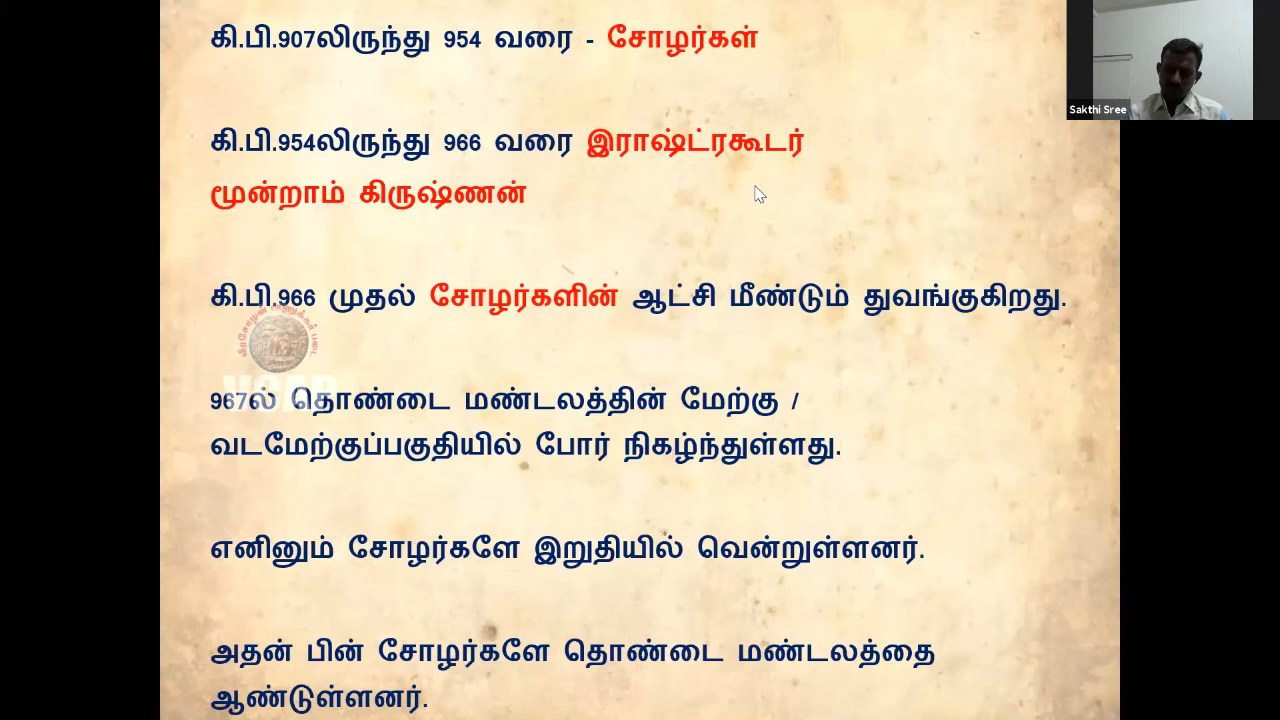 கி.பி.907லிருந்து 954 வரை - சோழர்கள்
Sakthi Sree
கி.பி.954லிருந்து 966 வரை இராஷ்ட்ரகூடர்
மூன்றாம் கிருஷ்ணன்
கி.பி.966 முதல் சோழர்களின் ஆட்சி மீண்டும் துவங்குகிறது.
967ல் தொண்டை மண்டலத்தின் மேற்கு /
வடமேற்குப்பகுதியில் போர் நிகழ்ந்துள்ளது.
எனினும் சோழர்களே இறுதியில் வென்றுள்ளனர்.
அதன் பின் சோழர்களே தொண்டை மண்டலத்தை
ஆண்டுள்ளனர்.